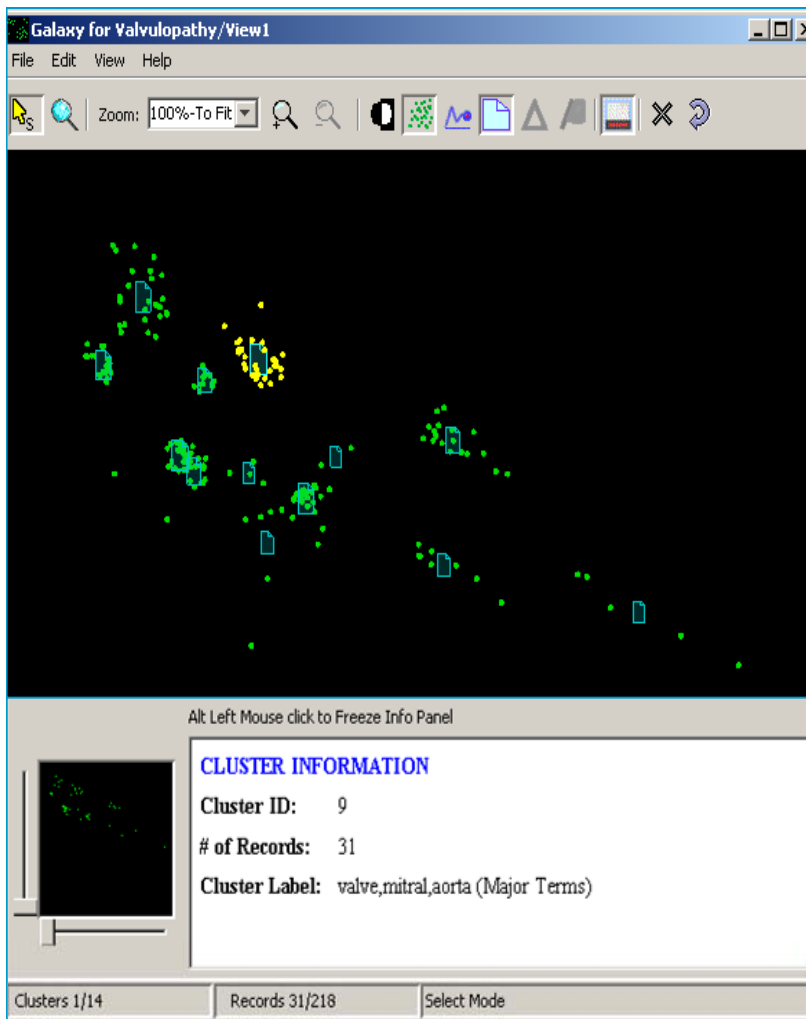 Galaxy for Valvulopathy/View1
File Edit View Help
S Zoom: 100%-To Fit
Alt Left Mouse click to Freeze Info Panel
CLUSTER INFORMATION
Cluster ID: 9
# of Records: 31
Cluster Label: valve,mitral,aorta (Major Terms)
Clusters 1/14 Records 31/218 Select Mode